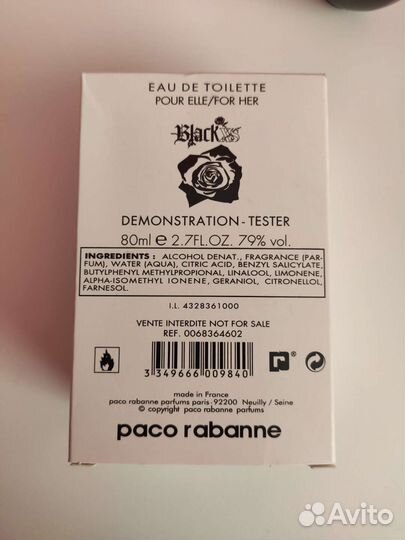 EAU DE TOILETTE
POUR ELLE/FOR HER
Black XS
DEMONSTRATION - TESTER
80ml e 2.7FL.OZ. 79% vol.
INGREDIENTS : ALCOHOL DENAT., FRAGRANCE (PAR-
FUM), WATER (AQUA), CITRIC ACID, BENZYL SALICYLATE,
BUTYLPHENYL METHYLPROPIONAL, LINALOOL, LIMONENE,
ALPHA-ISOMETHYL IONENE, GERANIOL, CITRONELLOL,
FARNESOL.
I.L. 4328361000
VENTE INTERDITE NOT FOR SALE
REF. 0068364602
3 349666 009840
made in France
paco rabanne parfums paris - 92200 Neuilly / Seine
© copyright paco rabanne parfums
paco rabanne
Avito